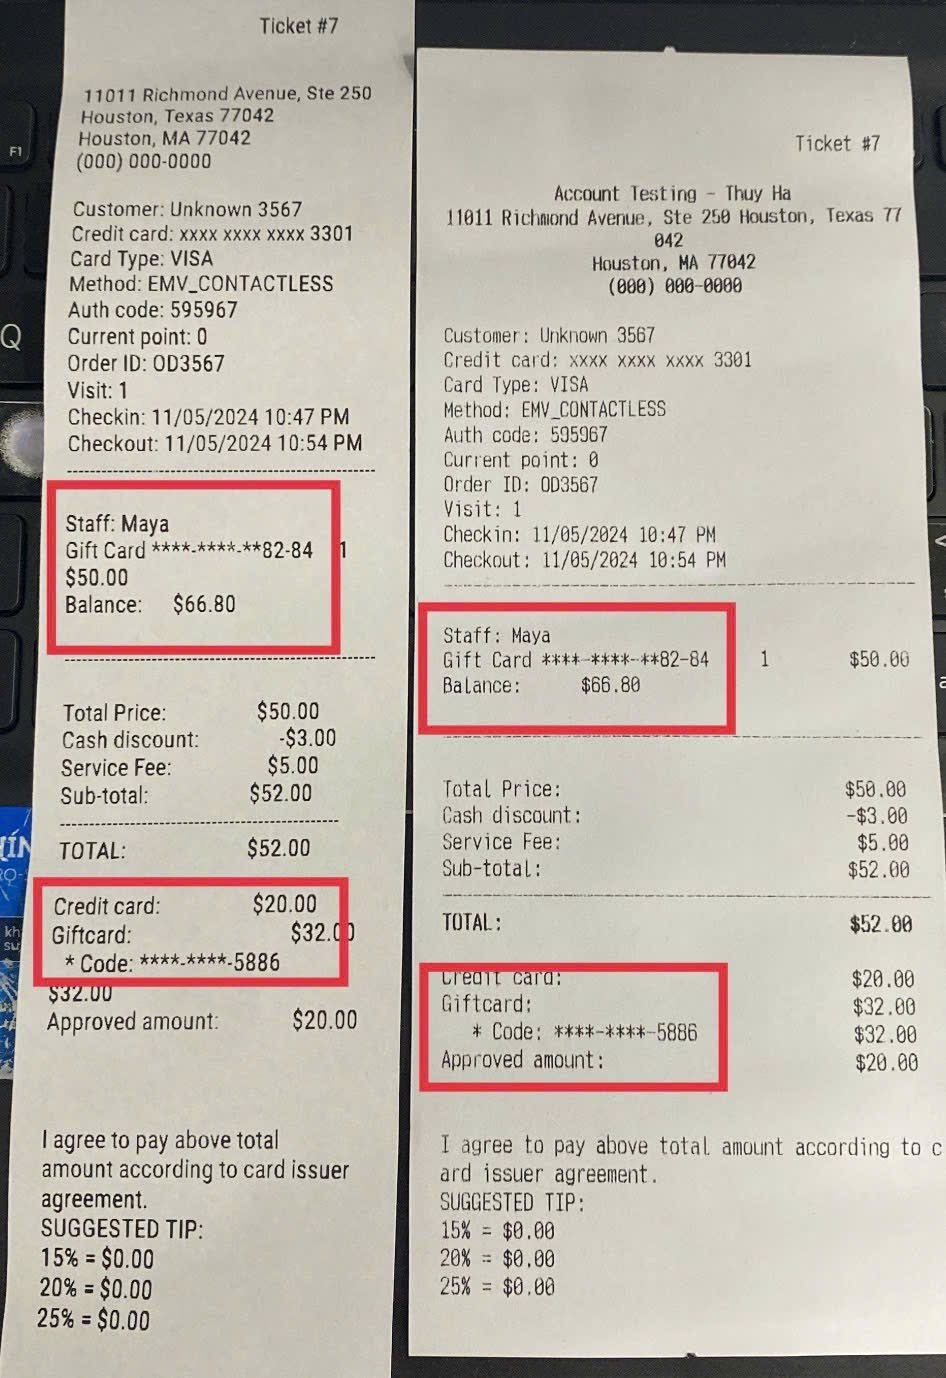 Ticket #7
11011 Richmond Avenue, Ste 250
Houston, Texas 77042
Houston, MA 77042
(000) 000-0000
Customer: Unknown 3567
Credit card: xxxx xxxx xxxx 3301
Card Type: VISA
Method: EMV_CONTACTLESS
Auth code: 595967
Current point: 0
Order ID: OD3567
Visit: 1
Checkin: 11/05/2024 10:47 PM
Checkout: 11/05/2024 10:54 PM
Staff: Maya
Gift Card ****-****-**82-84 1
$50.00
Balance: $66.80
Total Price: $50.00
Cash discount: -$3.00
Service Fee: $5.00
Sub-total: $52.00
TOTAL: $52.00
Credit card: $20.00
Giftcard: $32.00
* Code: ****-****-5886
$32.00
Approved amount: $20.00
I agree to pay above total
amount according to card issuer
agreement.
SUGGESTED TIP:
15% = $0.00
20% = $0.00
25% = $0.00
Ticket #7
Account Testing - Thuy Ha
11011 Richmond Avenue, Ste 250 Houston, Texas 77
042
Houston, MA 77042
(000) 000-0000
Customer: Unknown 3567
Credit card: xxxx xxxx xxxx 3301
Card Type: VISA
Method: EMV_CONTACTLESS
Auth code: 595967
Current point: 0
Order ID: OD3567
Visit: 1
Checkin: 11/05/2024 10:47 PM
Checkout: 11/05/2024 10:54 PM
Staff: Maya
Gift Card ****-****-**82-84 1 $50.00
Balance: $66.80
Total Price: $50.00
Cash discount: -$3.00
Service Fee: $5.00
Sub-total: $52.00
TOTAL: $52.00
Credit card: $20.00
Giftcard: $32.00
* Code: ****-****-5886 $32.00
Approved amount: $20.00
I agree to pay above total amount according to c
ard issuer agreement.
SUGGESTED TIP:
15% = $0.00
20% = $0.00
25% = $0.00
F1
Q